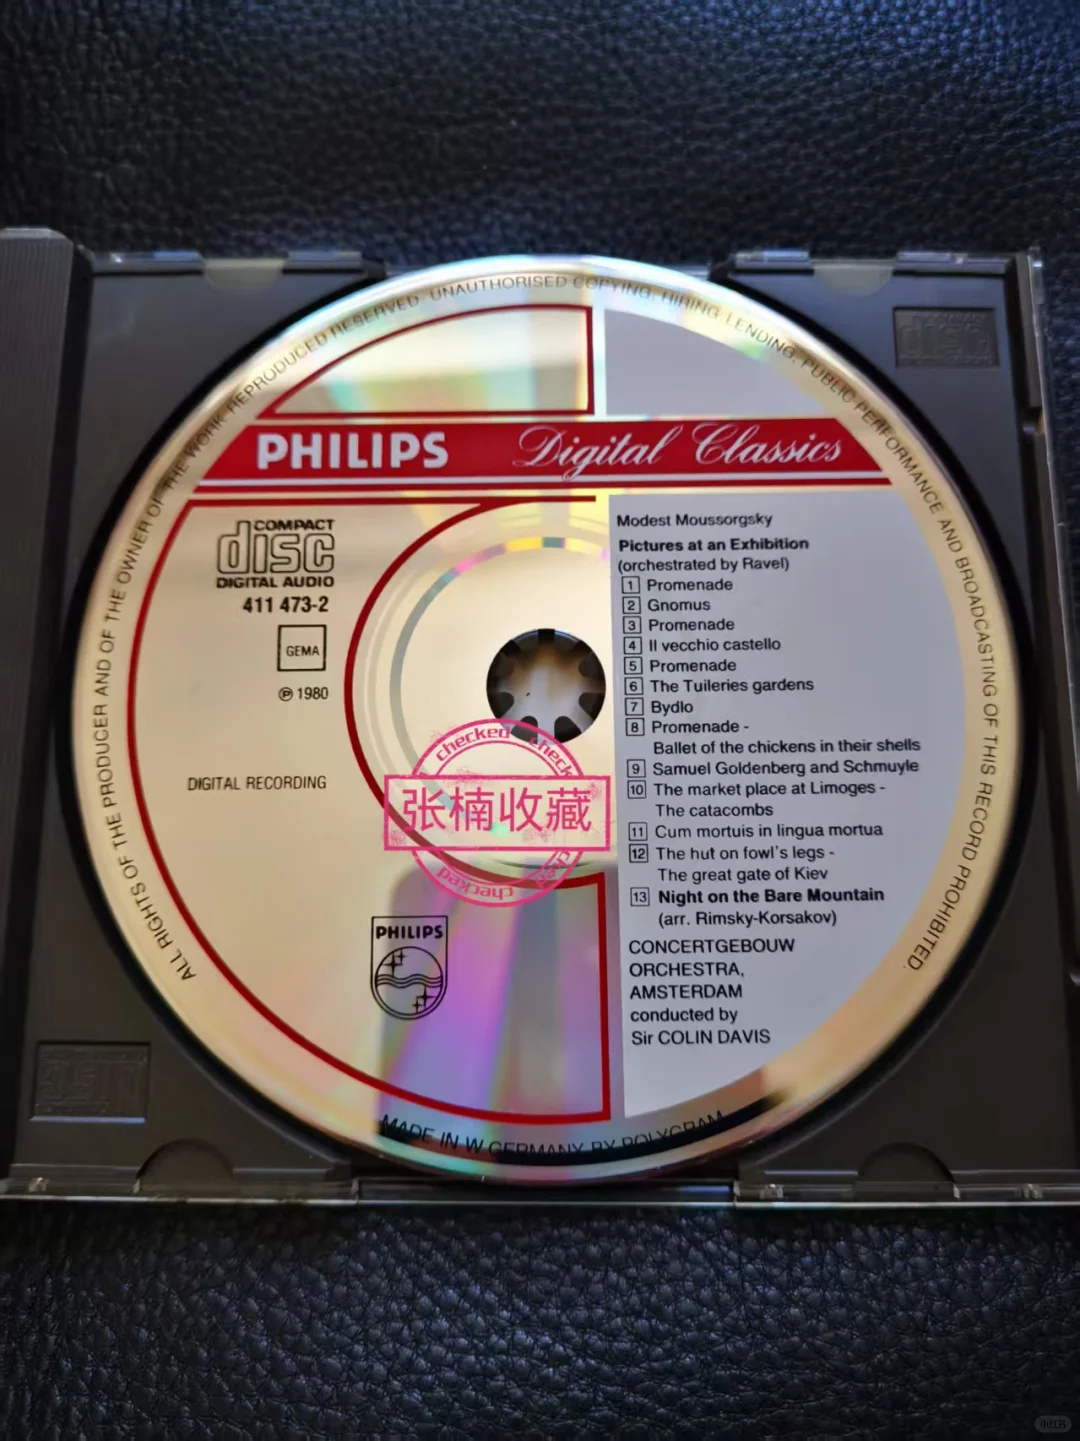 ALL RIGHTS OF THE PRODUCER AND OF THE OWNER OF THE WORK REPRODUCED RESERVED. UNAUTHORISED COPYING, HIRING, LENDING, PUBLIC PERFORMANCE AND BROADCASTING OF THIS RECORD PROHIBITED
PHILIPS Digital Classics
COMPACT
disc
DIGITAL AUDIO
411 473-2
GEMA
℗ 1980
DIGITAL RECORDING
Modest Moussorgsky
Pictures at an Exhibition
(orchestrated by Ravel)
1 Promenade
2 Gnomus
3 Promenade
4 Il vecchio castello
5 Promenade
6 The Tuileries gardens
7 Bydlo
8 Promenade -
Ballet of the chickens in their shells
9 Samuel Goldenberg and Schmuyle
10 The market place at Limoges -
The catacombs
11 Cum mortuis in lingua mortua
12 The hut on fowl's legs -
The great gate of Kiev
13 Night on the Bare Mountain
(arr. Rimsky-Korsakov)
CONCERTGEBOUW
ORCHESTRA,
AMSTERDAM
conducted by
Sir COLIN DAVIS
checked checked
张楠收藏
checked checked
PHILIPS
MADE IN W.GERMANY BY POLYGRAM
小红书